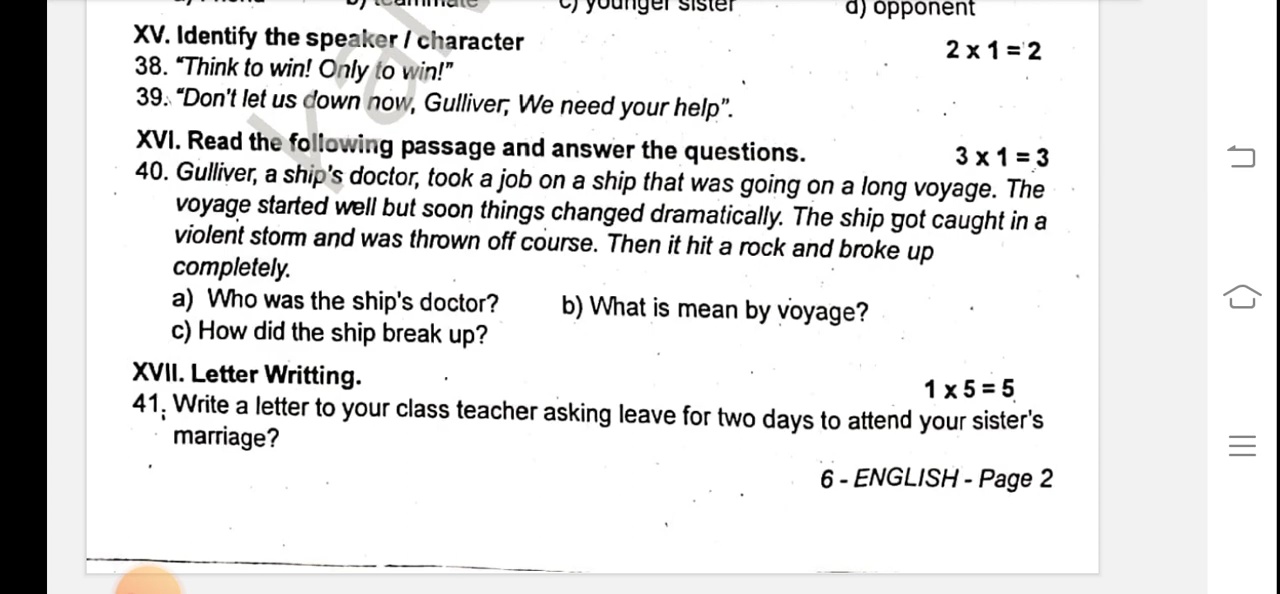 c) younger sister d) opponent
XV. Identify the speaker / character 2 x 1 = 2
38. "Think to win! Only to win!"
39. "Don't let us down now, Gulliver, We need your help".
XVI. Read the following passage and answer the questions. 3 x 1 = 3
40. Gulliver, a ship's doctor, took a job on a ship that was going on a long voyage. The
voyage started well but soon things changed dramatically. The ship got caught in a
violent storm and was thrown off course. Then it hit a rock and broke up
completely.
a) Who was the ship's doctor? b) What is mean by voyage?
c) How did the ship break up?
XVII. Letter Writting. 1 x 5 = 5
41. Write a letter to your class teacher asking leave for two days to attend your sister's
marriage?
6 - ENGLISH - Page 2